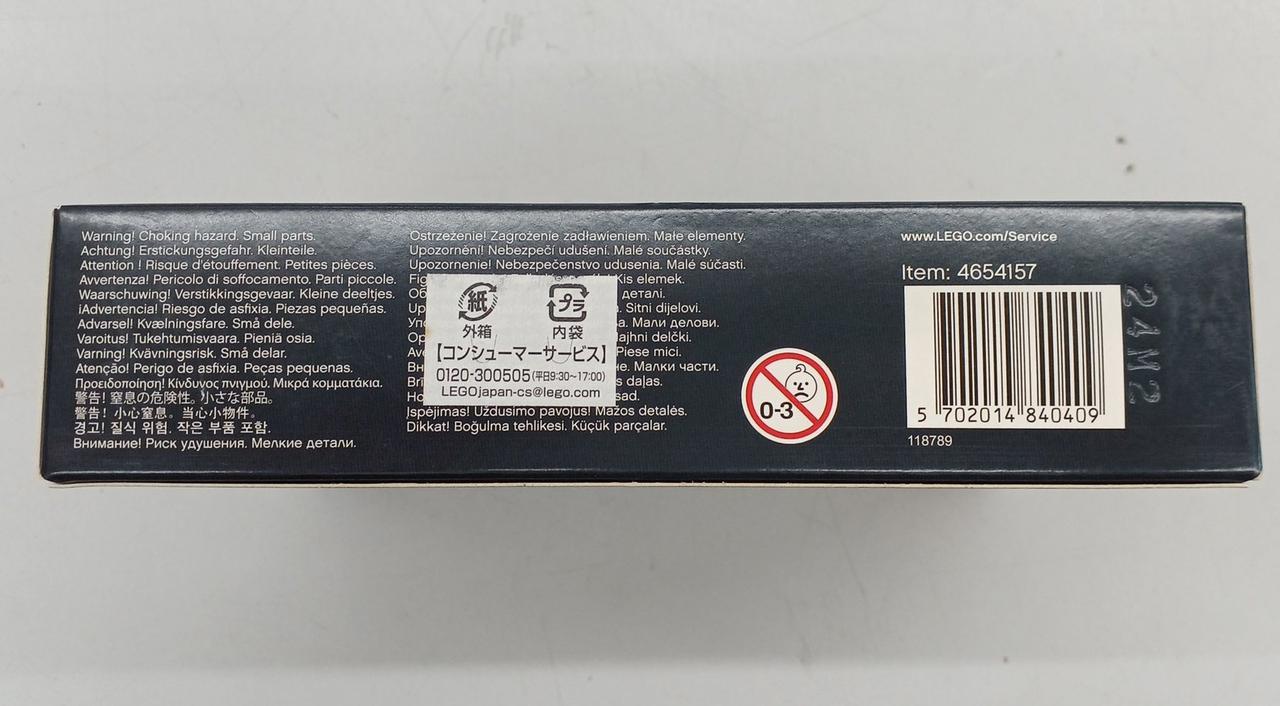 Warning! Choking hazard. Small parts.
Achtung! Erstickungsgefahr. Kleinteile.
Attention ! Risque d'étouffement. Petites pièces.
Avvertenza! Pericolo di soffocamento. Parti piccole.
Waarschuwing! Verstikkingsgevaar. Kleine deeltjes.
¡Advertencia! Riesgo de asfixia. Piezas pequeñas.
Advarsel! Kvælningsfare. Små dele.
Varoitus! Tukehtumisvaara. Pieniä osia.
Varning! Kvävningsrisk. Små delar.
Atenção! Perigo de asfixia. Peças pequenas.
Προειδοποίηση! Κίνδυνος πνιγμού. Μικρά κομματάκια.
警告! 窒息の危険性。小さな部品。
警告! 小心窒息。当心小物件。
경고! 질식 위험. 작은 부품 포함.
Внимание! Риск удушения. Мелкие детали.
Ostrzeżenie! Zagrożenie zadławieniem. Małe elementy.
Upozornění! Nebezpečí udušení. Malé součástky.
Upozornenie! Nebezpečenstvo udusenia. Malé súčasti.
Kis elemek.
деталі.
Sitni dijelovi.
Мали делови.
delčki.
Piese mici.
Малки части.
daļas.
Įspėjimas! Uždusimo pavojus! Mažos detalės.
Dikkat! Boğulma tehlikesi. Küçük parçalar.
紙 プラ
外箱 内袋
【コンシューマーサービス】
0120-300505(平日9:30~17:00)
LEGOjapan-cs@lego.com
0-3
www.LEGO.com/Service
Item: 4654157
5 702014 840409
118789
24M2